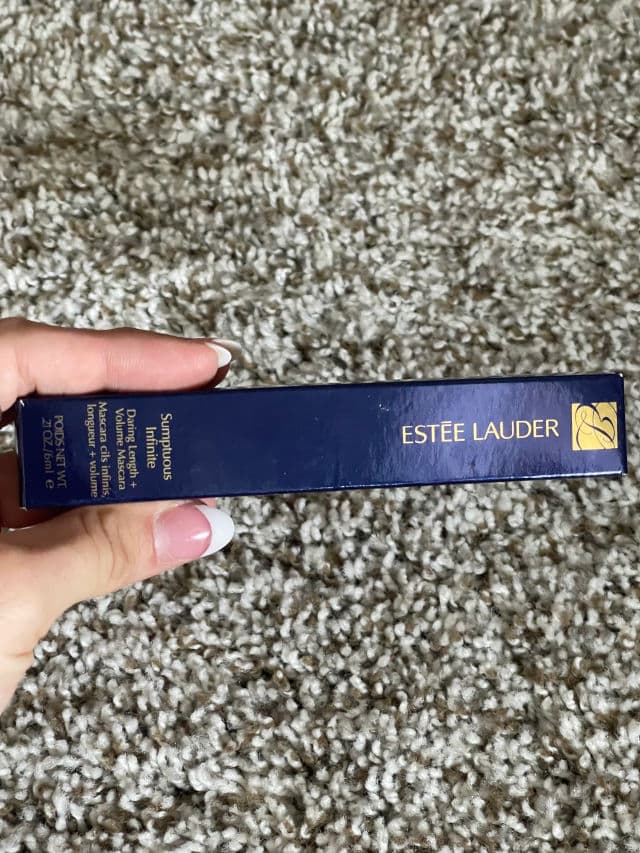 ESTĒE LAUDER
Sumptuous
Infinite
Daring Length +
Volume Mascara
Mascara cils infinis,
longueur + volume
POIDS NET WT.
.21 OZ./6ml e